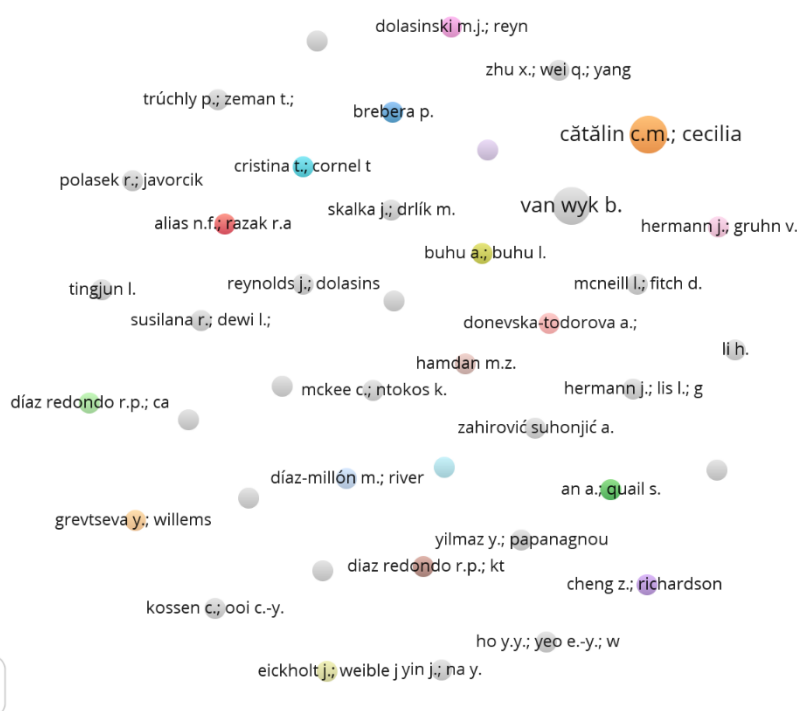 dolasinski m.j.; reyn
zhu x.; wei q.; yang
trúchly p.; zeman t.;
brebera p.
cătălin c.m.; cecilia
cristina t.; cornel t
polasek r.; javorcik
van wyk b.
skalka j.; drlík m.
alias n.f.; razak r.a
hermann j.; gruhn v.
buhu a.; buhu l.
tingjun l.
reynolds j.; dolasins
mcneill l.; fitch d.
susilana r.; dewi l.;
donevska-todorova a.;
li h.
hamdan m.z.
mckee c.; ntokos k.
hermann j.; lis l.; g
díaz redondo r.p.; ca
zahirović suhonjić a.
díaz-millón m.; river
an a.; quail s.
grevtseva y.; willems
yilmaz y.; papanagnou
diaz redondo r.p.; kt
cheng z.; richardson
kossen c.; ooi c.-y.
ho y.y.; yeo e.-y.; w
eickholt j.; weible j
yin j.; na y.